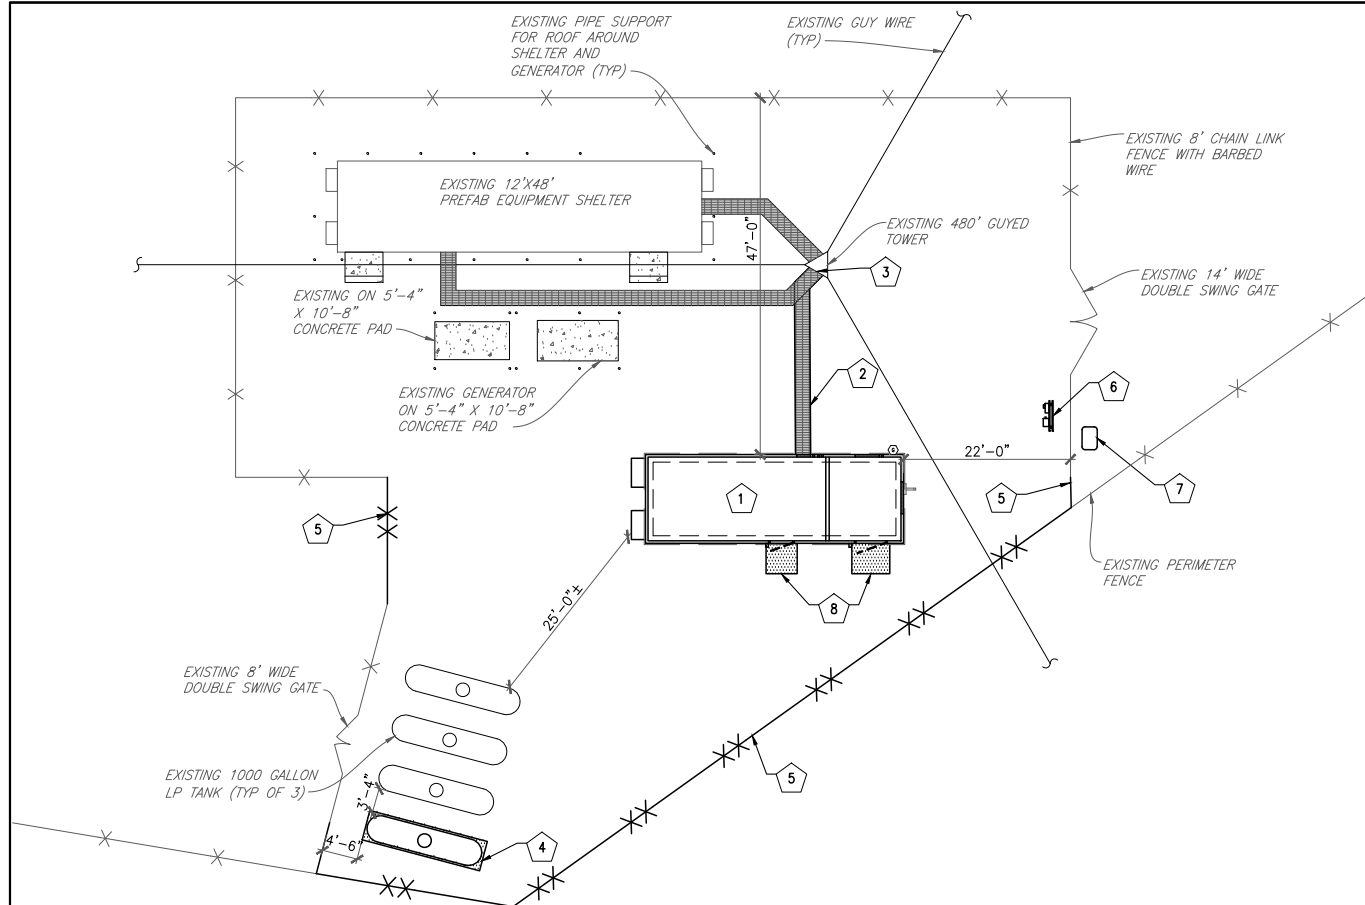 EXISTING PIPE SUPPORT
FOR ROOF AROUND
SHELTER AND
GENERATOR (TYP)
EXISTING GUY WIRE
(TYP)
EXISTING 8' CHAIN LINK
FENCE WITH BARBED
WIRE
EXISTING 12'X48'
PREFAB EQUIPMENT SHELTER
47'-0"
EXISTING 480' GUYED
TOWER
3
EXISTING 14' WIDE
DOUBLE SWING GATE
EXISTING ON 5'-4"
X 10'-8"
CONCRETE PAD
EXISTING GENERATOR
ON 5'-4" X 10'-8"
CONCRETE PAD
2
6
22'-0"
G
1
5
7
5
EXISTING PERIMETER
FENCE
25'-0"±
8
EXISTING 8' WIDE
DOUBLE SWING GATE
EXISTING 1000 GALLON
LP TANK (TYP OF 3)
5
3'-4"
4'-6"
4